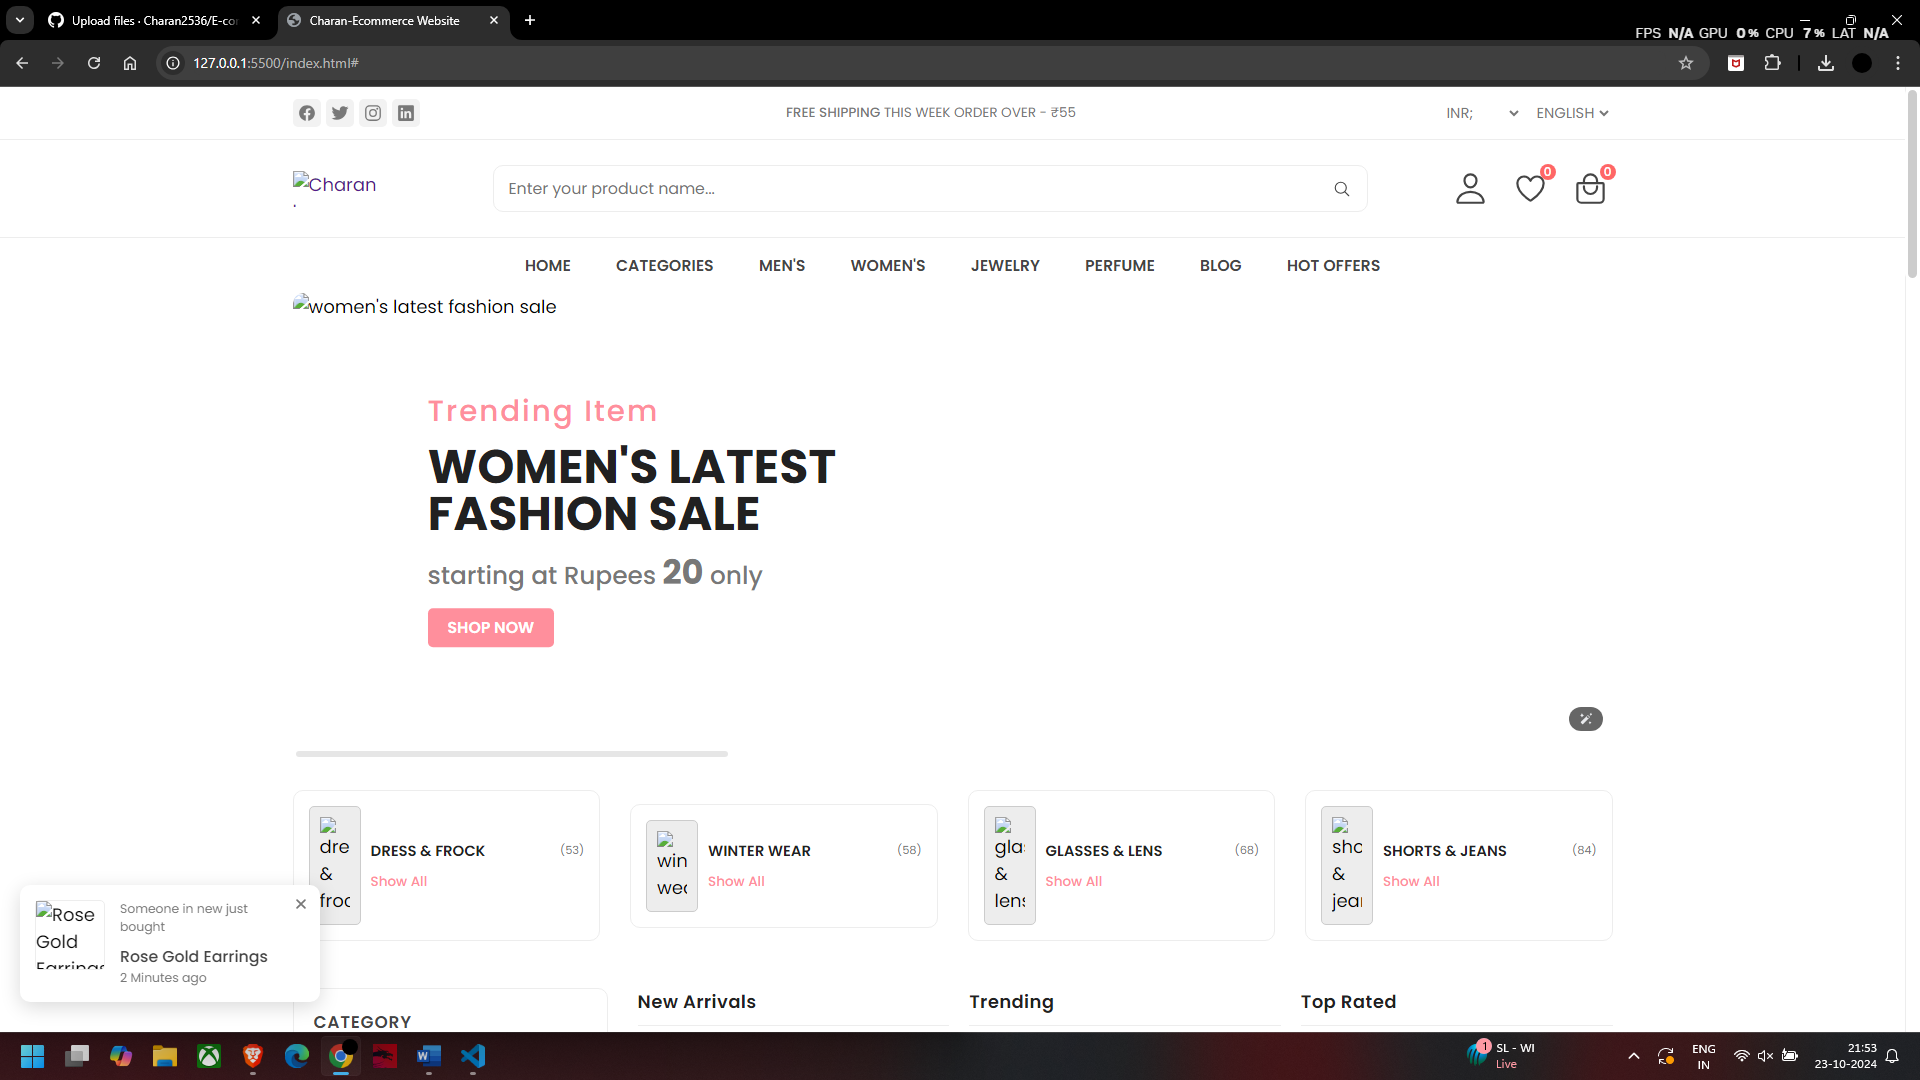 Upload files · Charan2536/E-co
Charan-Ecommerce Website
FPS N/A GPU 0% CPU 7% LAT N/A
127.0.0.1:5500/index.html#
FREE SHIPPING THIS WEEK ORDER OVER - ₹55
INR;
ENGLISH
Charan
.
Enter your product name...
0
0
HOME
CATEGORIES
MEN'S
WOMEN'S
JEWELRY
PERFUME
BLOG
HOT OFFERS
women's latest fashion sale
Trending Item
WOMEN'S LATEST
FASHION SALE
starting at Rupees 20 only
SHOP NOW
dre
&
froc
DRESS & FROCK
(53)
Show All
win
wea
WINTER WEAR
(58)
Show All
glas
&
lens
GLASSES & LENS
(68)
Show All
sho
&
jear
SHORTS & JEANS
(84)
Show All
Rose
Gold
Earrings
Someone in new just
bought
Rose Gold Earrings
2 Minutes ago
CATEGORY
New Arrivals
Trending
Top Rated
1
SL - WI
Live
ENG
IN
21:53
23-10-2024